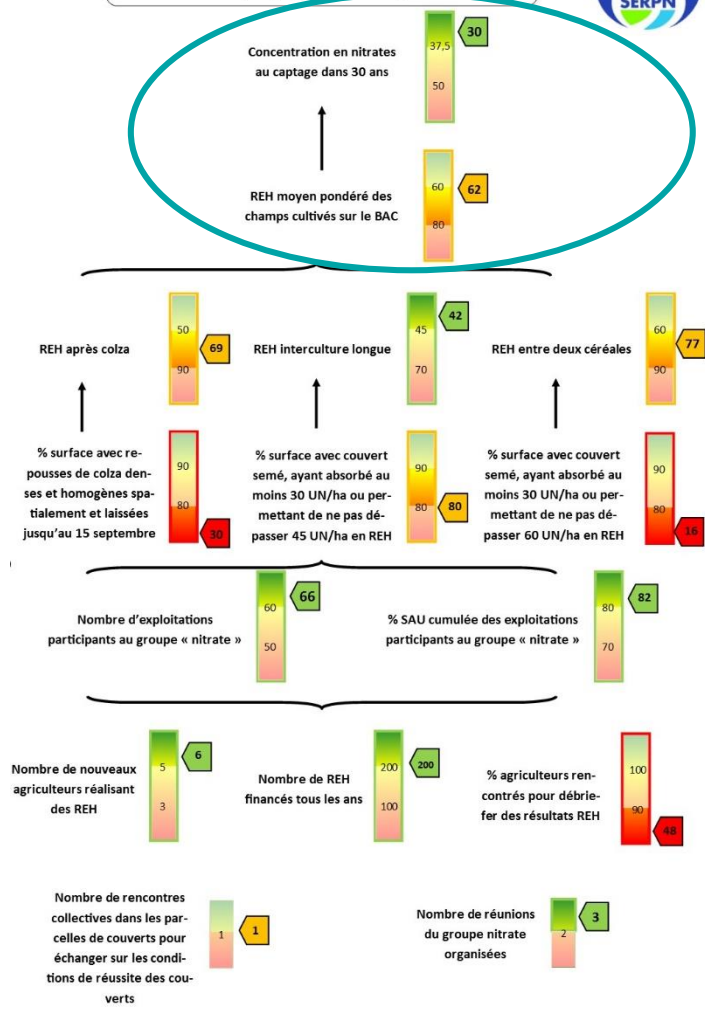 SERPN
Concentration en nitrates
au captage dans 30 ans
37,5
50
30
REH moyen pondéré des
champs cultivés sur le BAC
60
80
62
REH après colza
50
90
69
REH interculture longue
45
70
42
REH entre deux céréales
60
90
77
% surface avec re-
pousses de colza den-
ses et homogènes spa-
tialement et laissées
jusqu'au 15 septembre
90
80
30
% surface avec couvert
semé, ayant absorbé au
moins 30 UN/ha ou per-
mettant de ne pas dé-
passer 45 UN/ha en REH
90
80
80
% surface avec couvert
semé, ayant absorbé au
moins 30 UN/ha ou per-
mettant de ne pas dé-
passer 60 UN/ha en REH
90
80
16
Nombre d'exploitations
participants au groupe « nitrate »
60
50
66
% SAU cumulée des exploitations
participants au groupe « nitrate »
80
70
82
Nombre de nouveaux
agriculteurs réalisant
des REH
5
3
6
Nombre de REH
financés tous les ans
200
100
200
% agriculteurs ren-
contrés pour débrie-
fer des résultats REH
100
90
48
Nombre de rencontres
collectives dans les par-
celles de couverts pour
échanger sur les condi-
tions de réussite des cou-
verts
1
1
Nombre de réunions
du groupe nitrate
organisées
2
3